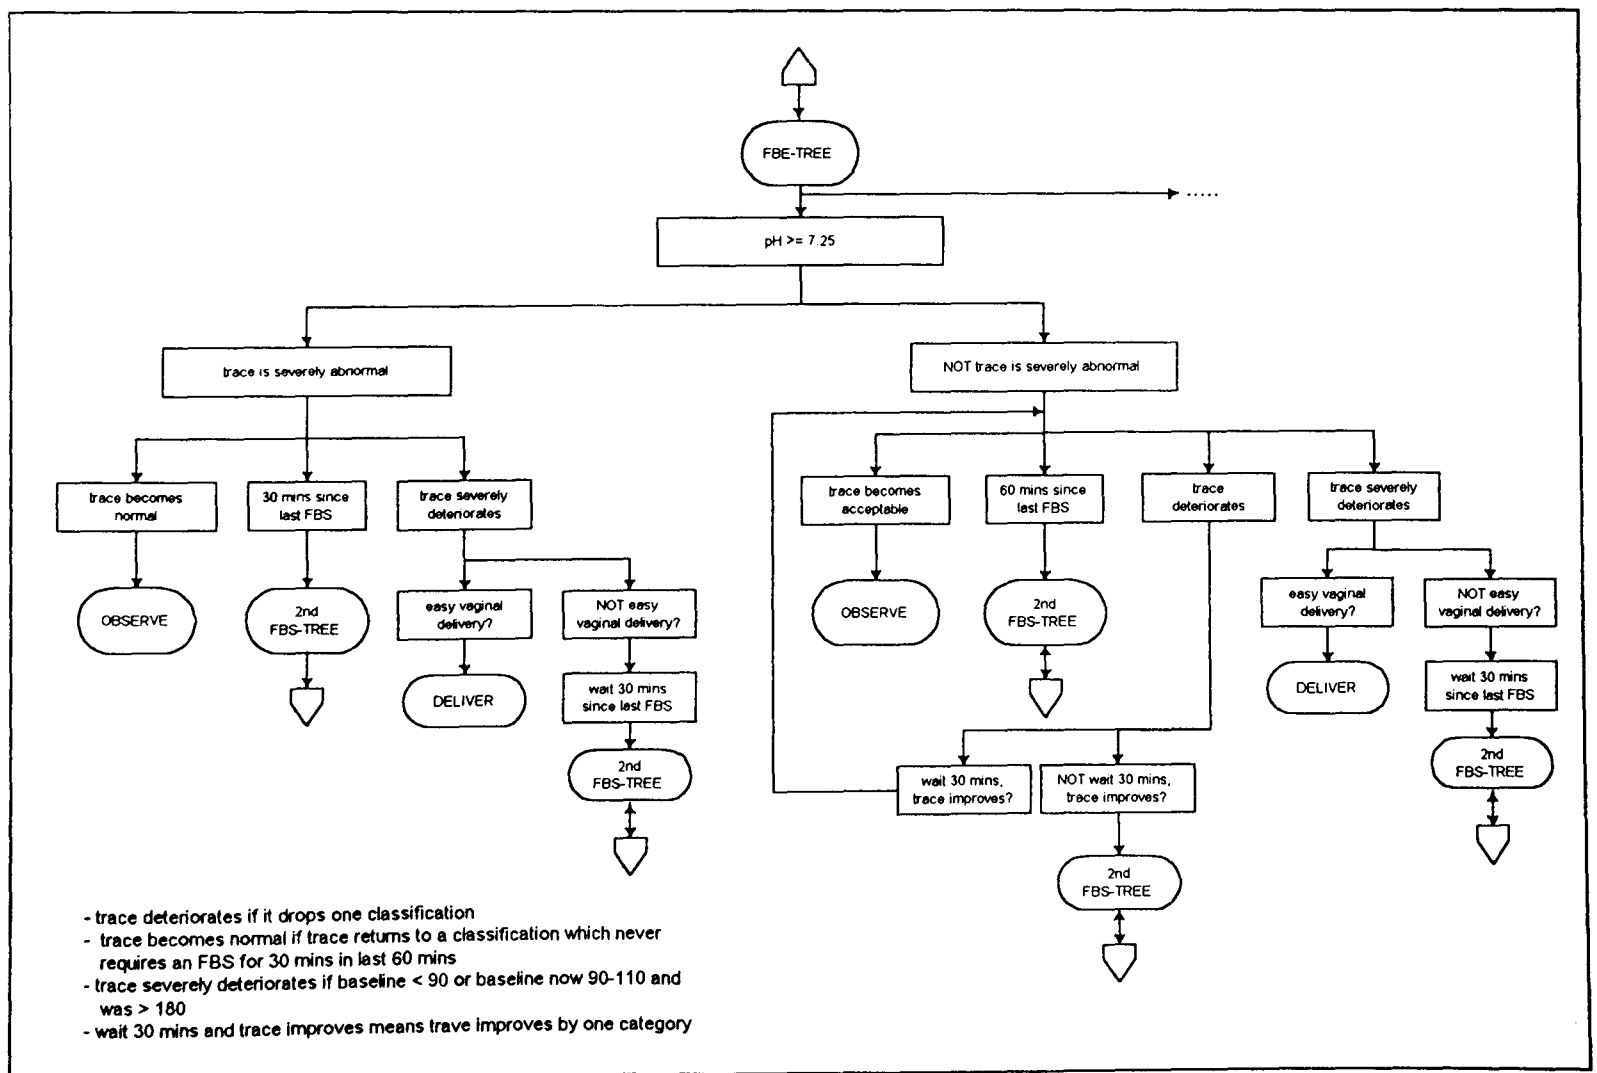 FBE-TREE
.....
pH >= 7.25
trace is severely abnormal
NOT trace is severely abnormal
trace becomes
normal
30 mins since
last FBS
trace severely
deteriorates
trace becomes
acceptable
60 mins since
last FBS
trace
deteriorates
trace severely
deteriorates
OBSERVE
2nd
FBS-TREE
easy vaginal
delivery?
NOT easy
vaginal delivery?
OBSERVE
2nd
FBS-TREE
easy vaginal
delivery?
NOT easy
vaginal delivery?
DELIVER
wait 30 mins
since last FBS
DELIVER
wait 30 mins
since last FBS
2nd
FBS-TREE
wait 30 mins,
trace improves?
NOT wait 30 mins,
trace improves?
2nd
FBS-TREE
2nd
FBS-TREE
- trace deteriorates if it drops one classification
- trace becomes normal if trace returns to a classification which never
requires an FBS for 30 mins in last 60 mins
- trace severely deteriorates if baseline < 90 or baseline now 90-110 and
was > 180
- wait 30 mins and trace improves means trave improves by one category